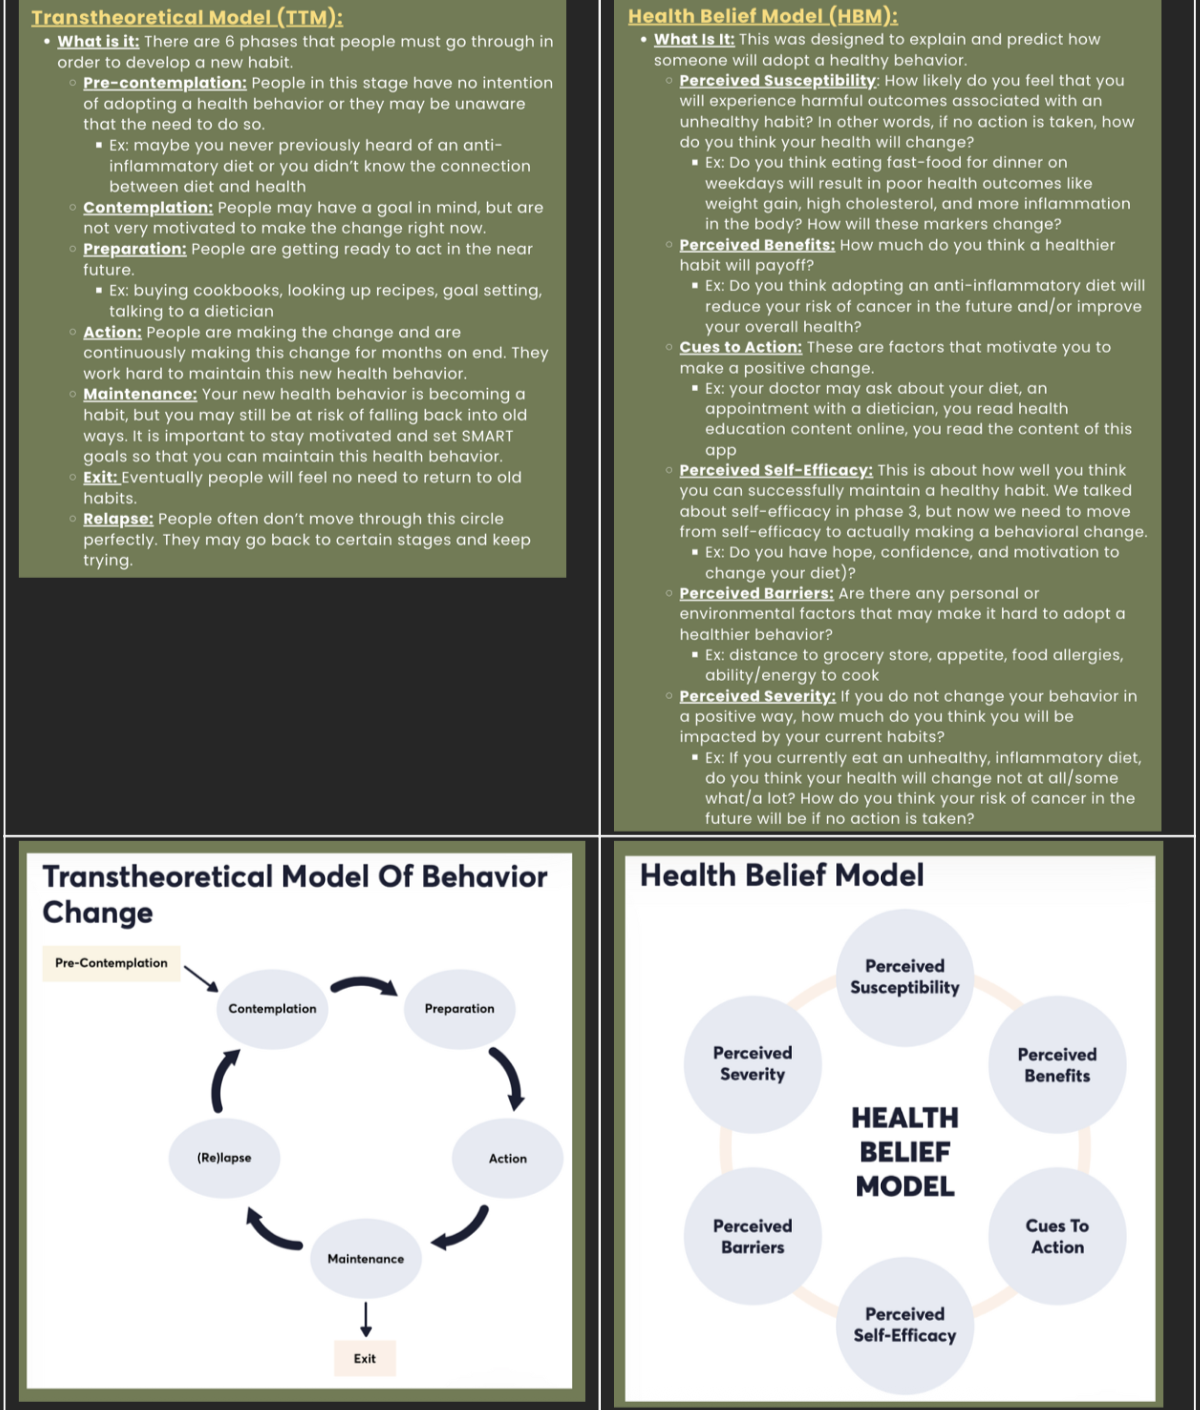 Transtheoretical Model (TTM):
• What is it: There are 6 phases that people must go through in
order to develop a new habit.
○ Pre-contemplation: People in this stage have no intention
of adopting a health behavior or they may be unaware
that the need to do so.
▪ Ex: maybe you never previously heard of an anti-
inflammatory diet or you didn't know the connection
between diet and health
○ Contemplation: People may have a goal in mind, but are
not very motivated to make the change right now.
○ Preparation: People are getting ready to act in the near
future.
▪ Ex: buying cookbooks, looking up recipes, goal setting,
talking to a dietician
○ Action: People are making the change and are
continuously making this change for months on end. They
work hard to maintain this new health behavior.
○ Maintenance: Your new health behavior is becoming a
habit, but you may still be at risk of falling back into old
ways. It is important to stay motivated and set SMART
goals so that you can maintain this health behavior.
○ Exit: Eventually people will feel no need to return to old
habits.
○ Relapse: People often don't move through this circle
perfectly. They may go back to certain stages and keep
trying.
Health Belief Model (HBM):
• What Is It: This was designed to explain and predict how
someone will adopt a healthy behavior.
○ Perceived Susceptibility: How likely do you feel that you
will experience harmful outcomes associated with an
unhealthy habit? In other words, if no action is taken, how
do you think your health will change?
▪ Ex: Do you think eating fast-food for dinner on
weekdays will result in poor health outcomes like
weight gain, high cholesterol, and more inflammation
in the body? How will these markers change?
○ Perceived Benefits: How much do you think a healthier
habit will payoff?
▪ Ex: Do you think adopting an anti-inflammatory diet will
reduce your risk of cancer in the future and/or improve
your overall health?
○ Cues to Action: These are factors that motivate you to
make a positive change.
▪ Ex: your doctor may ask about your diet, an
appointment with a dietician, you read health
education content online, you read the content of this
app
○ Perceived Self-Efficacy: This is about how well you think
you can successfully maintain a healthy habit. We talked
about self-efficacy in phase 3, but now we need to move
from self-efficacy to actually making a behavioral change.
▪ Ex: Do you have hope, confidence, and motivation to
change your diet)?
○ Perceived Barriers: Are there any personal or
environmental factors that may make it hard to adopt a
healthier behavior?
▪ Ex: distance to grocery store, appetite, food allergies,
ability/energy to cook
○ Perceived Severity: If you do not change your behavior in
a positive way, how much do you think you will be
impacted by your current habits?
▪ Ex: If you currently eat an unhealthy, inflammatory diet,
do you think your health will change not at all/some
what/a lot? How do you think your risk of cancer in the
future will be if no action is taken?
Transtheoretical Model Of Behavior
Change
Pre-Contemplation
Contemplation
Preparation
Action
Maintenance
(Re)lapse
Exit
Health Belief Model
Perceived
Susceptibility
Perceived
Benefits
Cues To
Action
Perceived
Self-Efficacy
Perceived
Barriers
Perceived
Severity
HEALTH
BELIEF
MODEL